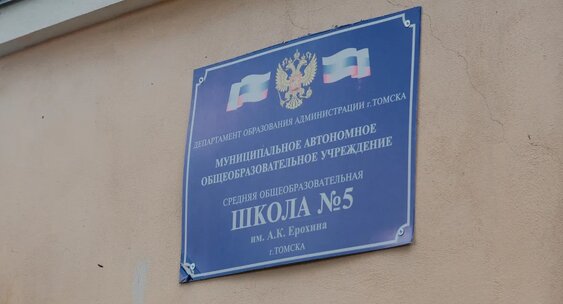 ДЕПАРТАМЕНТ ОБРАЗОВАНИЯ АДМИНИСТРАЦИИ г.ТОМСКА
МУНИЦИПАЛЬНОЕ АВТОНОМНОЕ
ОБЩЕОБРАЗОВАТЕЛЬНОЕ УЧРЕЖДЕНИЕ
СРЕДНЯЯ ОБЩЕОБРАЗОВАТЕЛЬНАЯ
ШКОЛА №5
им. А.К. Ерохина
г.ТОМСКА